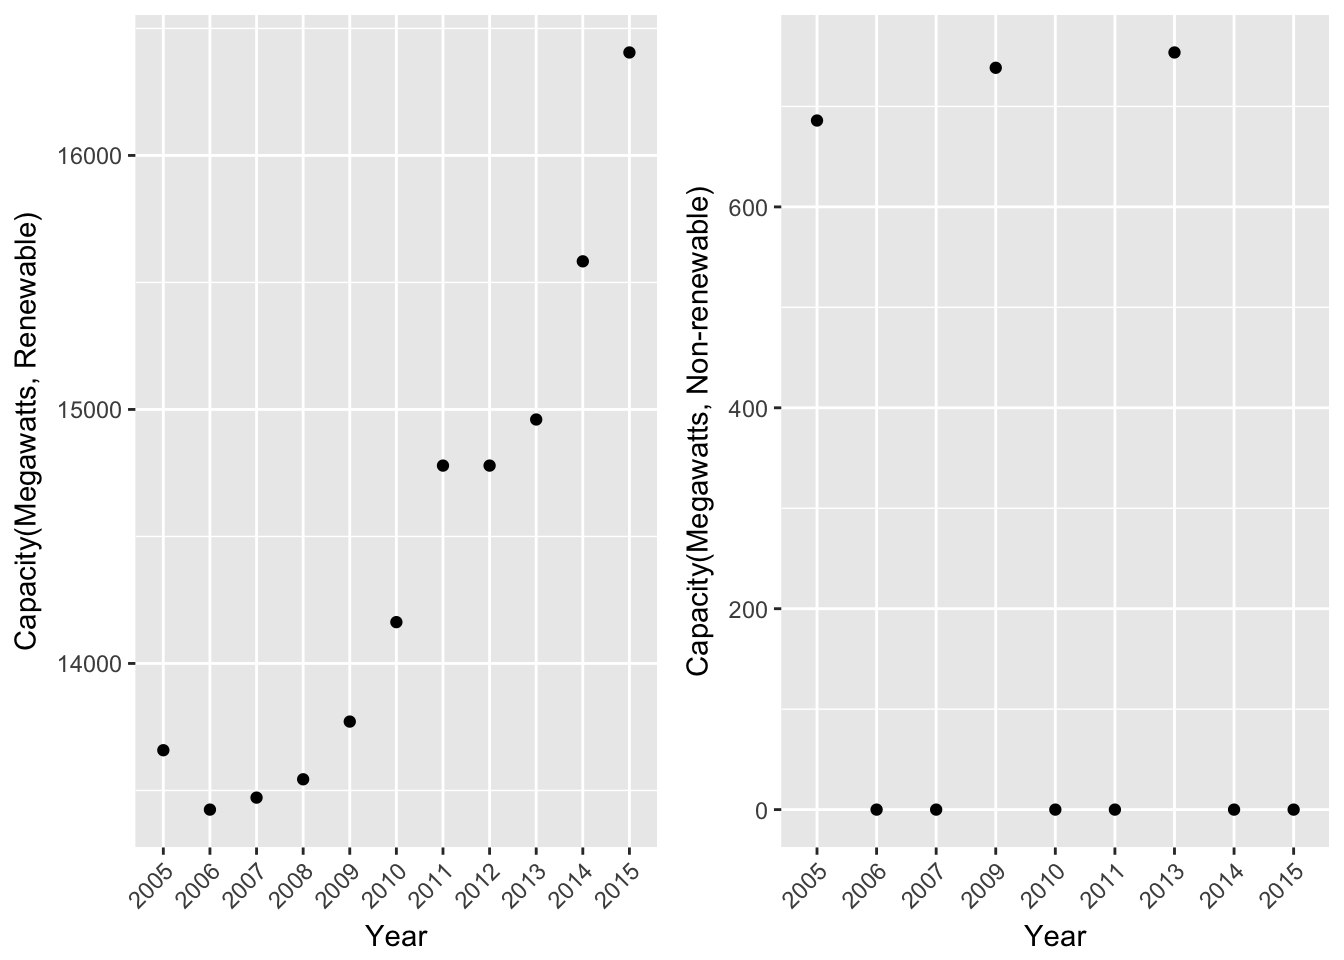 Capacity(Megawatts, Renewable)
16000
15000
14000
2005 2006 2007 2008 2009 2010 2011 2012 2013 2014 2015
Year
Capacity(Megawatts, Non-renewable)
600
400
200
0
2005 2006 2007 2009 2010 2011 2013 2014 2015
Year